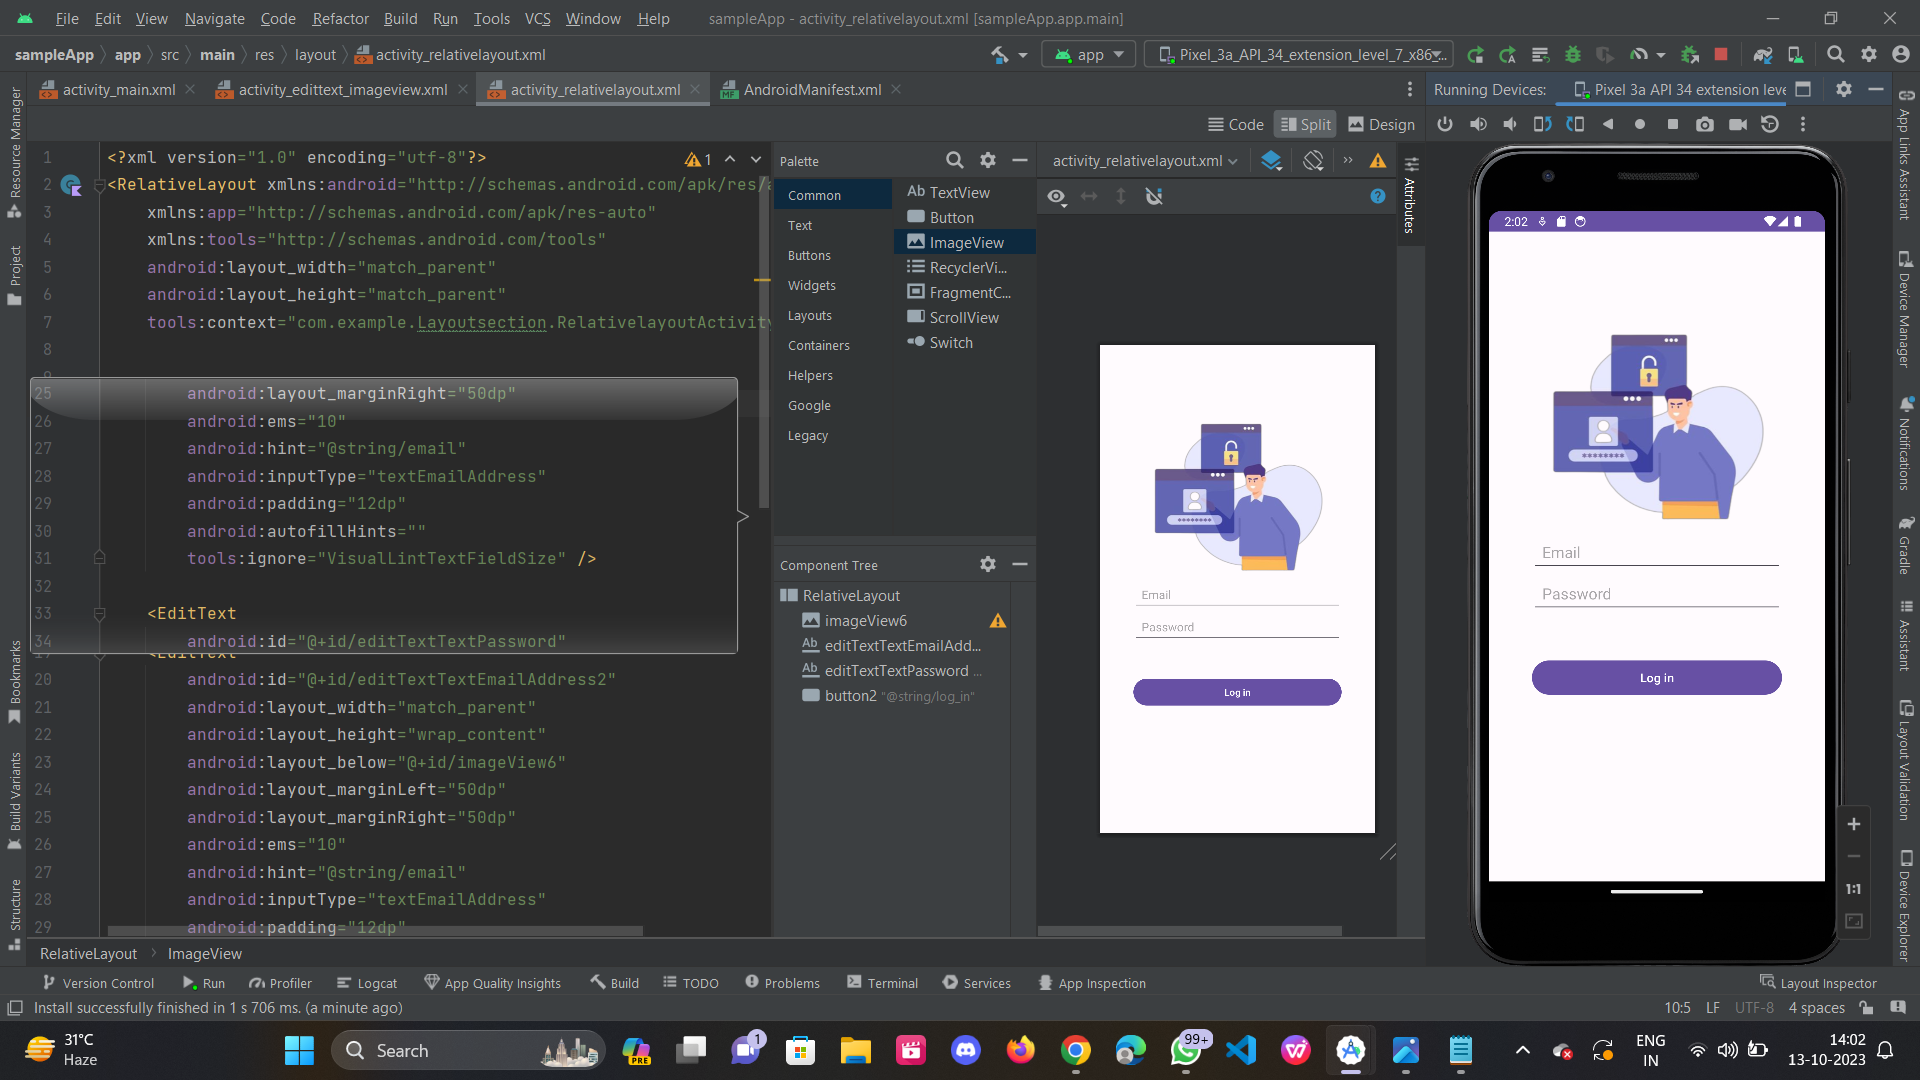 File Edit View Navigate Code Refactor Build Run Tools VCS Window Help sampleApp - activity_relativelayout.xml [sampleApp.app.main]
sampleApp app src main res layout activity_relativelayout.xml app Pixel_3a_API_34_extension_level_7_x86
activity_main.xml activity_edittext_imageview.xml activity_relativelayout.xml AndroidManifest.xml Running Devices: Pixel 3a API 34 extension leve
Code Split Design
Resource Manager
Project
Bookmarks
Build Variants
Structure
1 <?xml version="1.0" encoding="utf-8"?> 1
2 <RelativeLayout xmlns:android="http://schemas.android.com/apk/res/a
3 xmlns:app="http://schemas.android.com/apk/res-auto"
4 xmlns:tools="http://schemas.android.com/tools"
5 android:layout_width="match_parent"
6 android:layout_height="match_parent"
7 tools:context="com.example.Layoutsection.RelativelayoutActivity
8
25 android:layout_marginRight="50dp"
26 android:ems="10"
27 android:hint="@string/email"
28 android:inputType="textEmailAddress"
29 android:padding="12dp"
30 android:autofillHints=""
31 tools:ignore="VisualLintTextFieldSize" />
32
33 <EditText
34 android:id="@+id/editTextTextPassword"
<EditText
20 android:id="@+id/editTextTextEmailAddress2"
21 android:layout_width="match_parent"
22 android:layout_height="wrap_content"
23 android:layout_below="@+id/imageView6"
24 android:layout_marginLeft="50dp"
25 android:layout_marginRight="50dp"
26 android:ems="10"
27 android:hint="@string/email"
28 android:inputType="textEmailAddress"
29 android:padding="12dp"
Palette
Common
Text
Buttons
Widgets
Layouts
Containers
Helpers
Google
Legacy
Ab TextView
Button
ImageView
RecyclerVi...
FragmentC...
ScrollView
Switch
Component Tree
RelativeLayout
imageView6
Ab editTextTextEmailAdd...
Ab editTextTextPassword ...
button2 "@string/log_in"
activity_relativelayout.xml
Attributes
Email
Password
Log in
2:02
Email
Password
Log in
1:1
App Links Assistant
Device Manager
Notifications
Gradle
Assistant
Layout Validation
Device Explorer
RelativeLayout ImageView
Version Control Run Profiler Logcat App Quality Insights Build TODO Problems Terminal Services App Inspection Layout Inspector
Install successfully finished in 1 s 706 ms. (a minute ago) 10:5 LF UTF-8 4 spaces
31°C
Haze
Search
PRE
1
99+
ENG
IN
14:02
13-10-2023